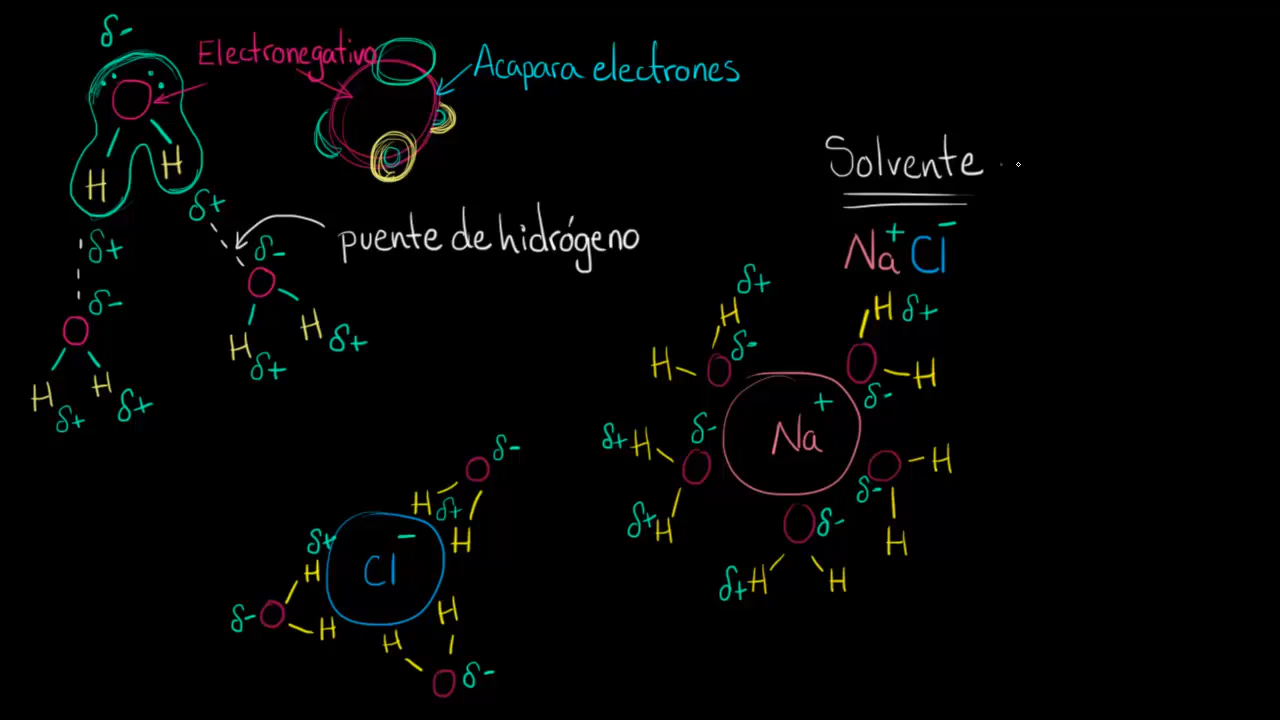 δ-
Electronegativo
Acapara electrones
O
H H
δ+
δ+
puente de hidrógeno
δ-
O
H
H
δ+
δ+
δ-
O
H H
δ+ δ+
Solvente
Na+ Cl-
H δ+
H δ+
H O δ-
O H
δ-
Na+
δ+ H
δ-
O
δ+ H
O H
δ-
H
O δ-
δ+ H H
O δ-
H δ+
H
Cl-
δ+
H
δ- O
H
H
H
O δ-